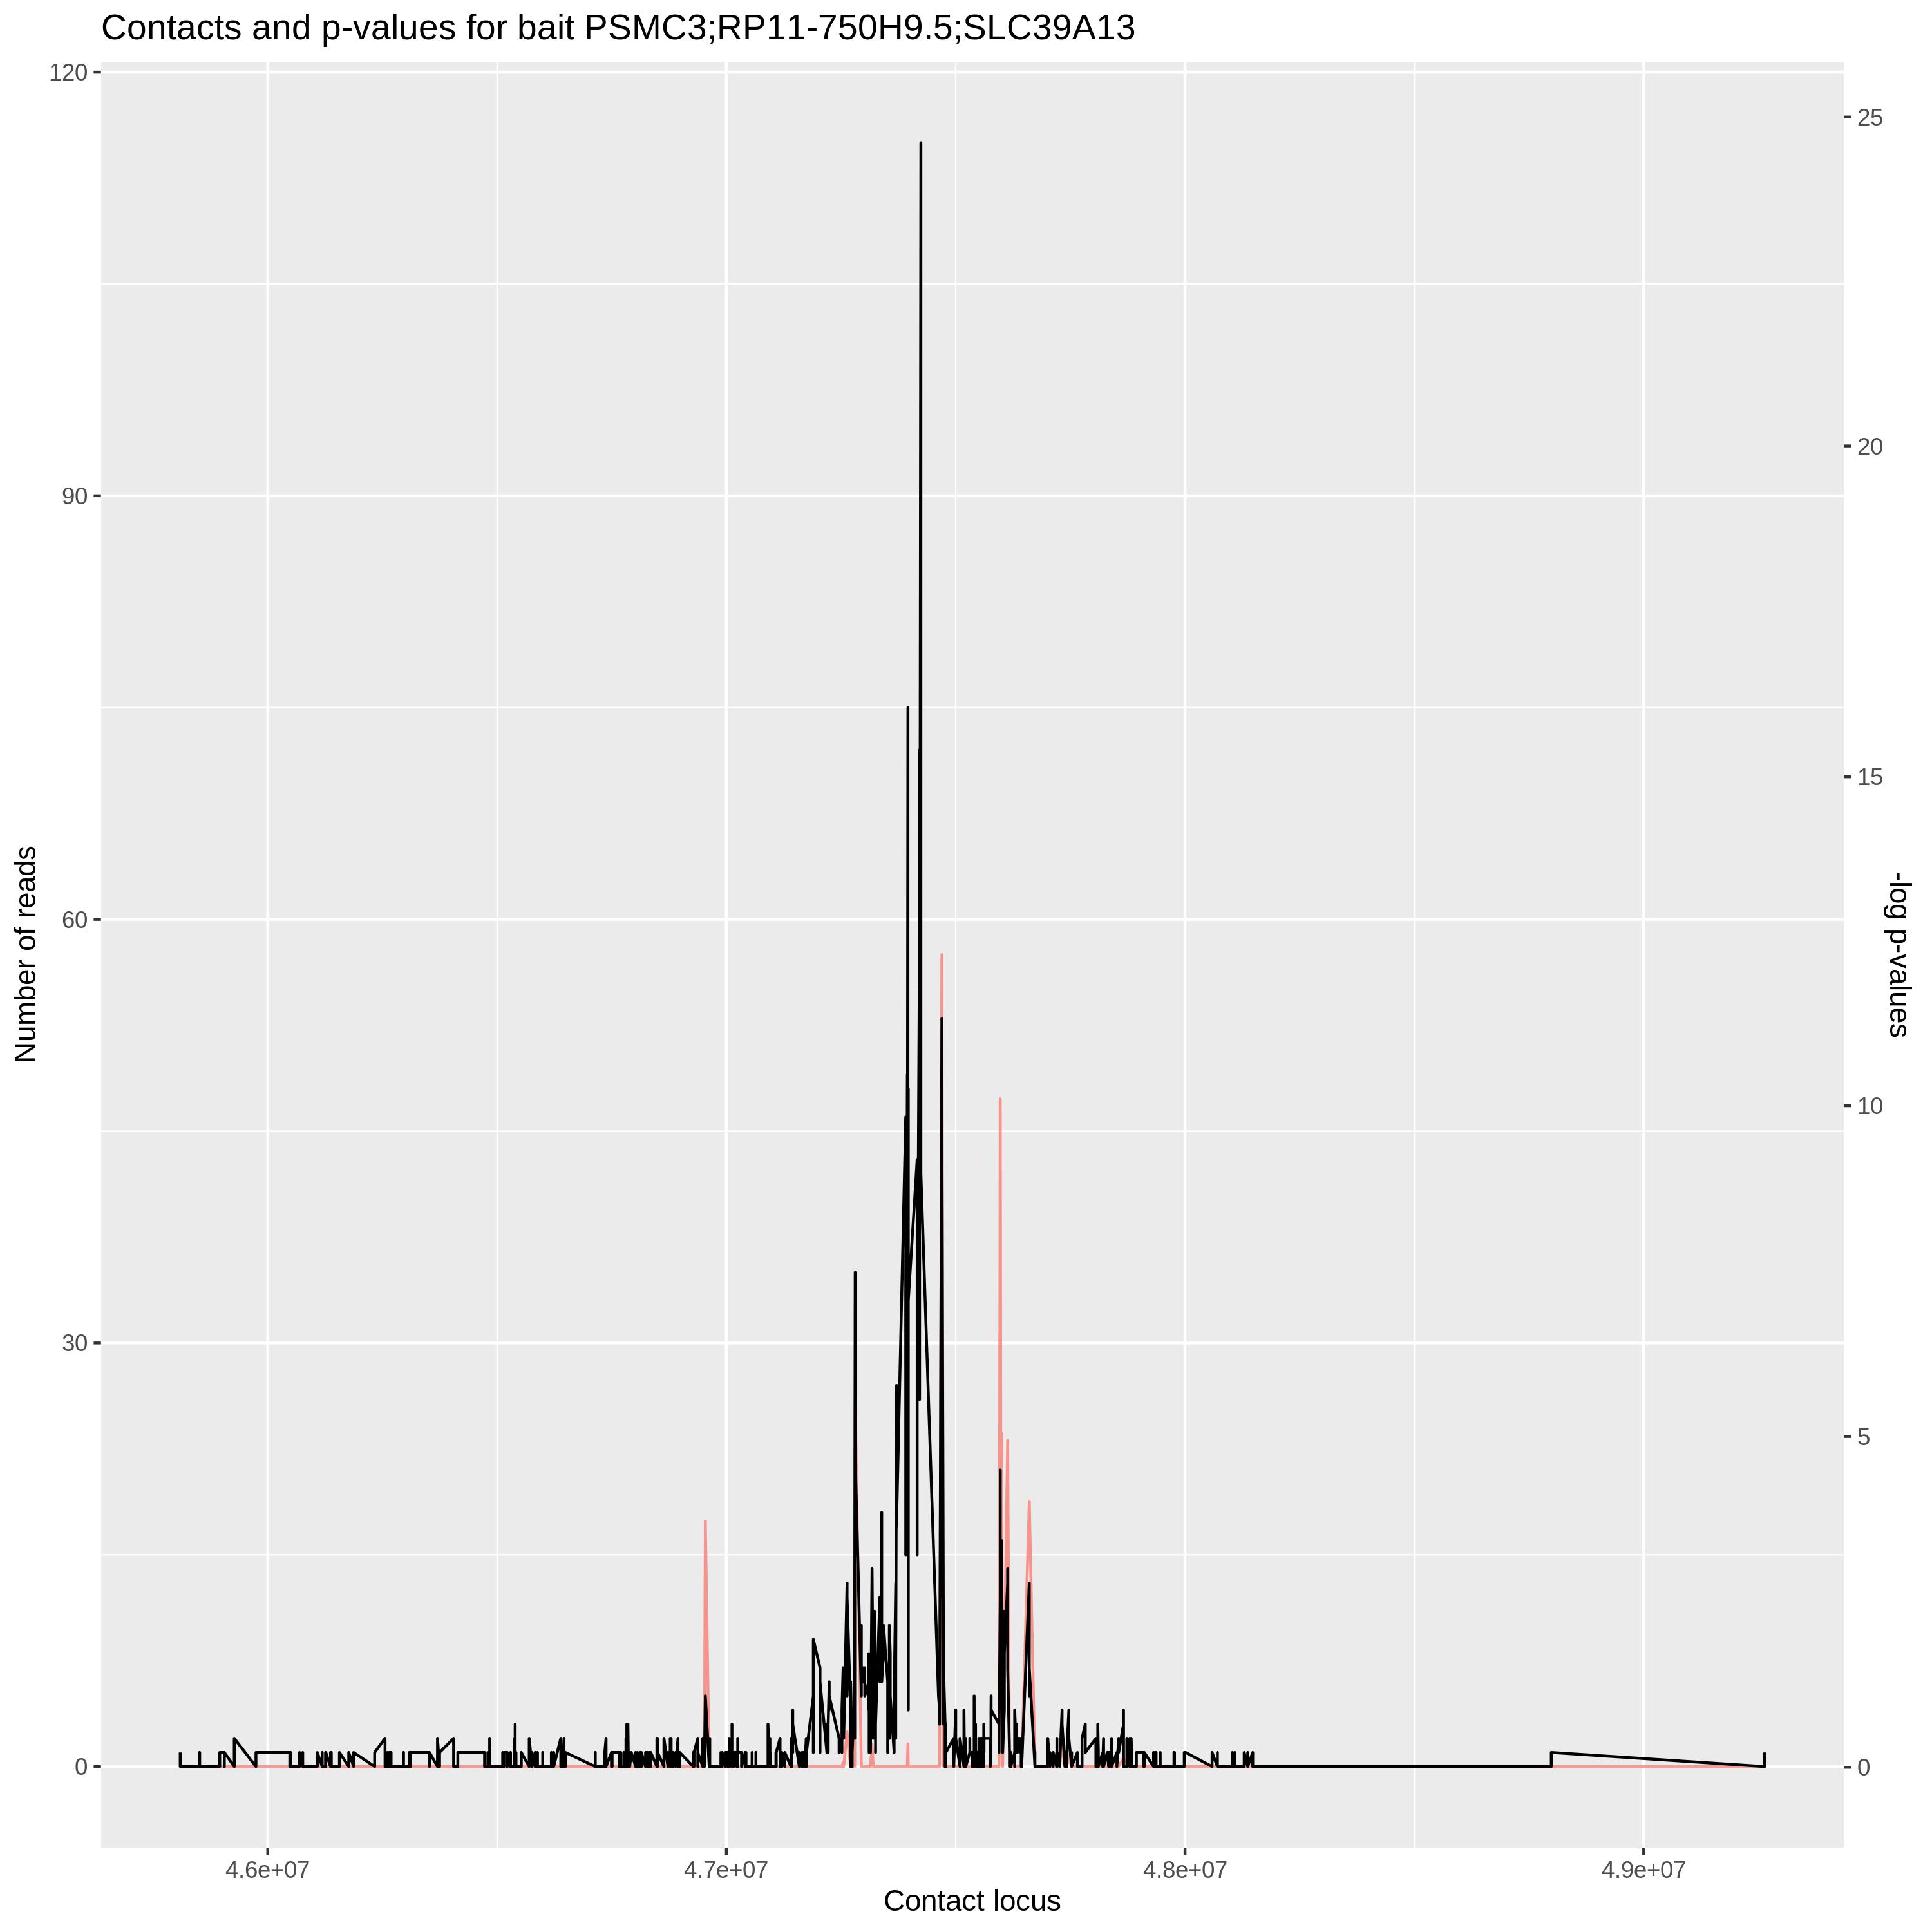 Contacts and p-values for bait PSMC3;RP11-750H9.5;SLC39A13
120
90
60
30
0
Number of reads
25
20
15
10
5
0
-log p-values
4.6e+07
4.7e+07
4.8e+07
4.9e+07
Contact locus